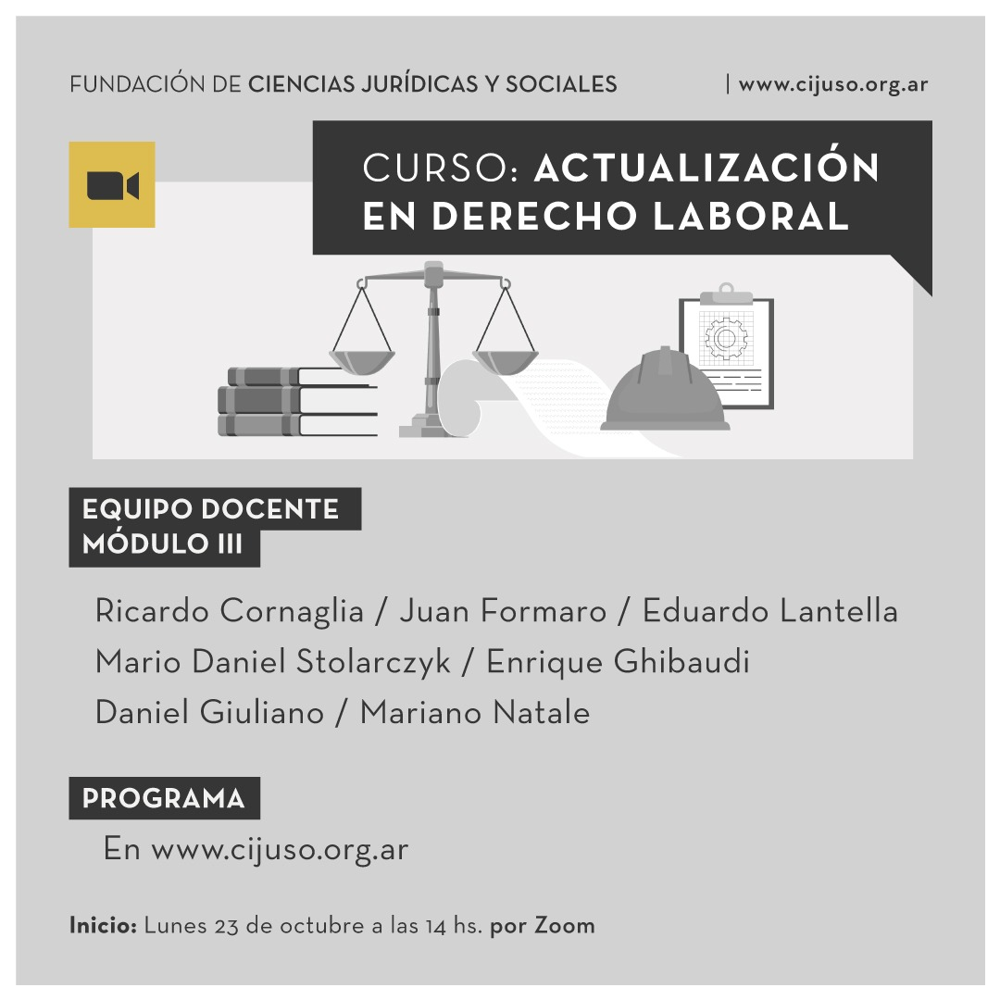 FUNDACIÓN DE CIENCIAS JURÍDICAS Y SOCIALES | www.cijuso.org.ar
CURSO: ACTUALIZACIÓN
EN DERECHO LABORAL
EQUIPO DOCENTE
MÓDULO III
Ricardo Cornaglia / Juan Formaro / Eduardo Lantella
Mario Daniel Stolarczyk / Enrique Ghibaudi
Daniel Giuliano / Mariano Natale
PROGRAMA
En www.cijuso.org.ar
Inicio: Lunes 23 de octubre a las 14 hs. por Zoom